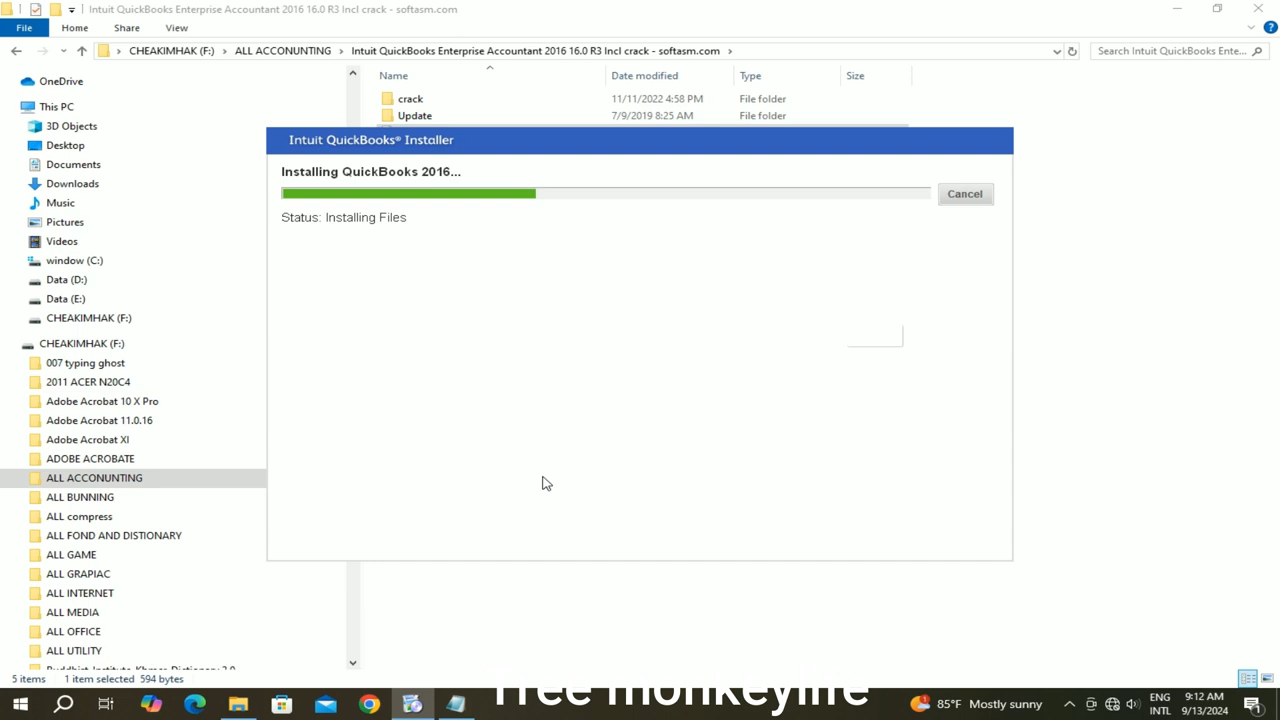 Intuit QuickBooks Enterprise Accountant 2016 16.0 R3 Incl crack - softasm.com
File Home Share View
CHEAKIMHAK (F:) ALL ACCONUNTING Intuit QuickBooks Enterprise Accountant 2016 16.0 R3 Incl crack - softasm.com
Search Intuit QuickBooks Ente...
Name Date modified Type Size
crack 11/11/2022 4:58 PM File folder
Update 7/9/2019 8:25 AM File folder
OneDrive
This PC
3D Objects
Desktop
Documents
Downloads
Music
Pictures
Videos
window (C:)
Data (D:)
Data (E:)
CHEAKIMHAK (F:)
CHEAKIMHAK (F:)
007 typing ghost
2011 ACER N20C4
Adobe Acrobat 10 X Pro
Adobe Acrobat 11.0.16
Adobe Acrobat XI
ADOBE ACROBATE
ALL ACCONUNTING
ALL BUNNING
ALL compress
ALL FOND AND DISTIONARY
ALL GAME
ALL GRAPIAC
ALL INTERNET
ALL MEDIA
ALL OFFICE
ALL UTILITY
Intuit QuickBooks® Installer
Installing QuickBooks 2016...
Cancel
Status: Installing Files
5 items 1 item selected 594 bytes
monkeylife
85°F Mostly sunny
ENG
INTL
9:12 AM
9/13/2024